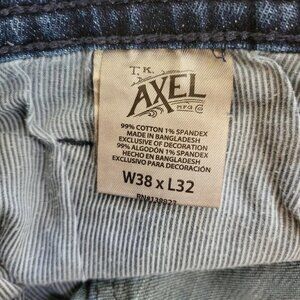 T.K.
AXEL
MFG
99% COTTON 1% SPANDEX
MADE IN BANGLADESH
EXCLUSIVE OF DECORATION
99% ALGODÓN 1% SPANDEX
HECHO EN BANGLADESH
EXCLUSIVO PARA DECORACIÓN
W38 x L32